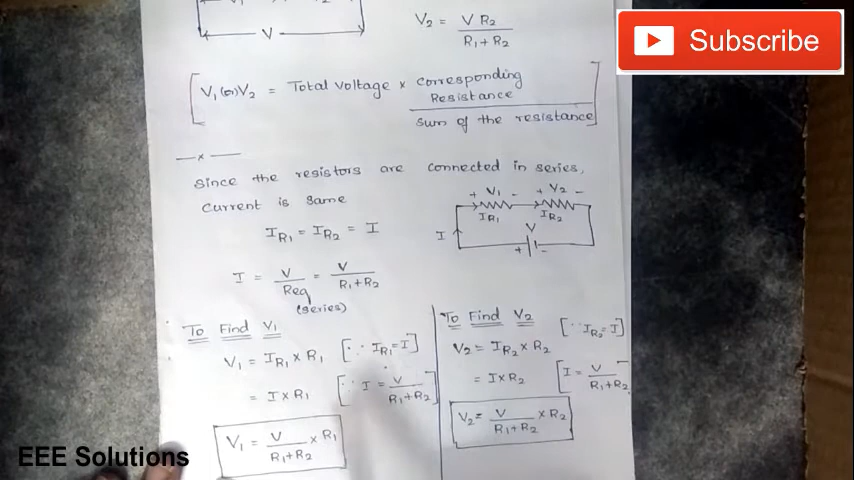 V
V₂ = V R₂ / R₁ + R₂
Subscribe
[V₁ (or) V₂ = Total Voltage × corresponding Resistance / sum of the resistance]
— × —
Since the resistors are connected in series,
Current is same
+ V₁ - + V₂ -
I_R₁ I_R₂
I
V
+ -
I_R₁ = I_R₂ = I
I = V / Req = V / R₁ + R₂
(series)
To Find V₁
V₁ = I_R₁ × R₁ [∵ I_R₁ = I]
= I × R₁ [∵ I = V / R₁ + R₂]
V₁ = V / R₁ + R₂ × R₁
To Find V₂
[∵ I_R₂ = I]
V₂ = I_R₂ × R₂
= I × R₂ [I = V / R₁ + R₂]
V₂ = V / R₁ + R₂ × R₂
EEE Solutions